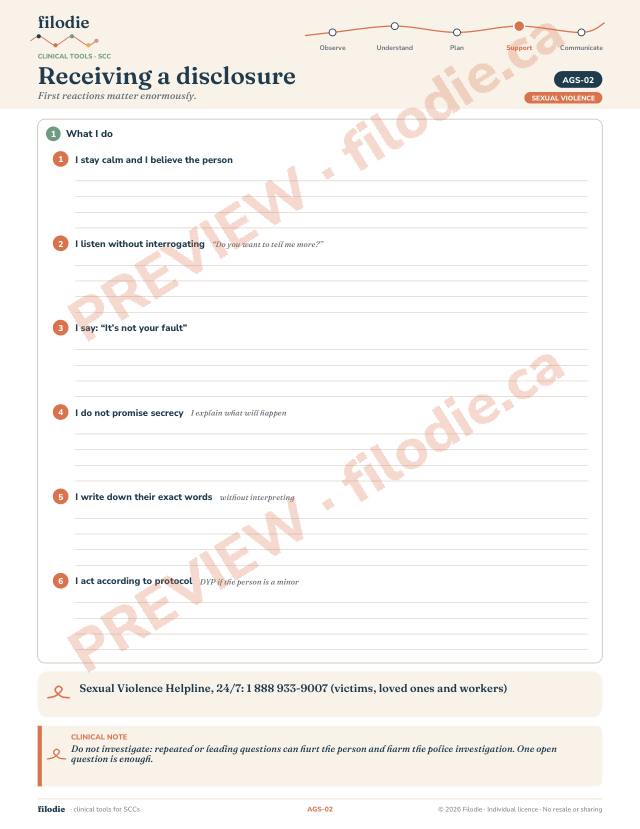 filodie
CLINICAL TOOLS · SCC
Receiving a disclosure
First reactions matter enormously.
Observe Understand Plan Support Communicate
AGS-02
SEXUAL VIOLENCE
1 What I do
1 I stay calm and I believe the person
2 I listen without interrogating “Do you want to tell me more?”
3 I say: “It’s not your fault”
4 I do not promise secrecy I explain what will happen
5 I write down their exact words without interpreting
6 I act according to protocol DYP if the person is a minor
PREVIEW · filodie.ca
PREVIEW · filodie.ca
Sexual Violence Helpline, 24/7: 1 888 933-9007 (victims, loved ones and workers)
CLINICAL NOTE
Do not investigate: repeated or leading questions can hurt the person and harm the police investigation. One open
question is enough.
filodie · clinical tools for SCCs AGS-02 © 2026 Filodie · Individual licence · No resale or sharing